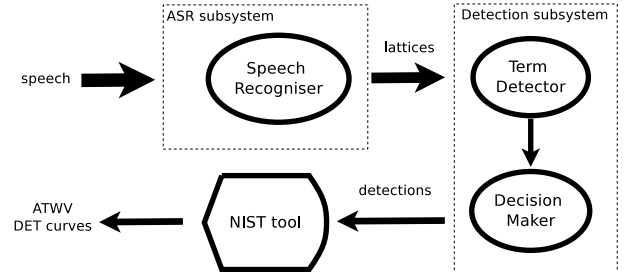 ASR subsystem
Detection subsystem
speech
Speech
Recogniser
lattices
Term
Detector
ATWV
DET curves
NIST tool
detections
Decision
Maker